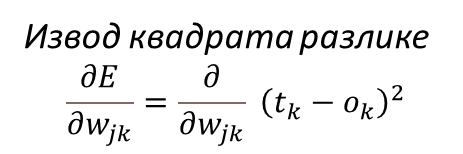 Извод квадрата разлике
∂E/∂w_jk = ∂/∂w_jk (t_k − o_k)²